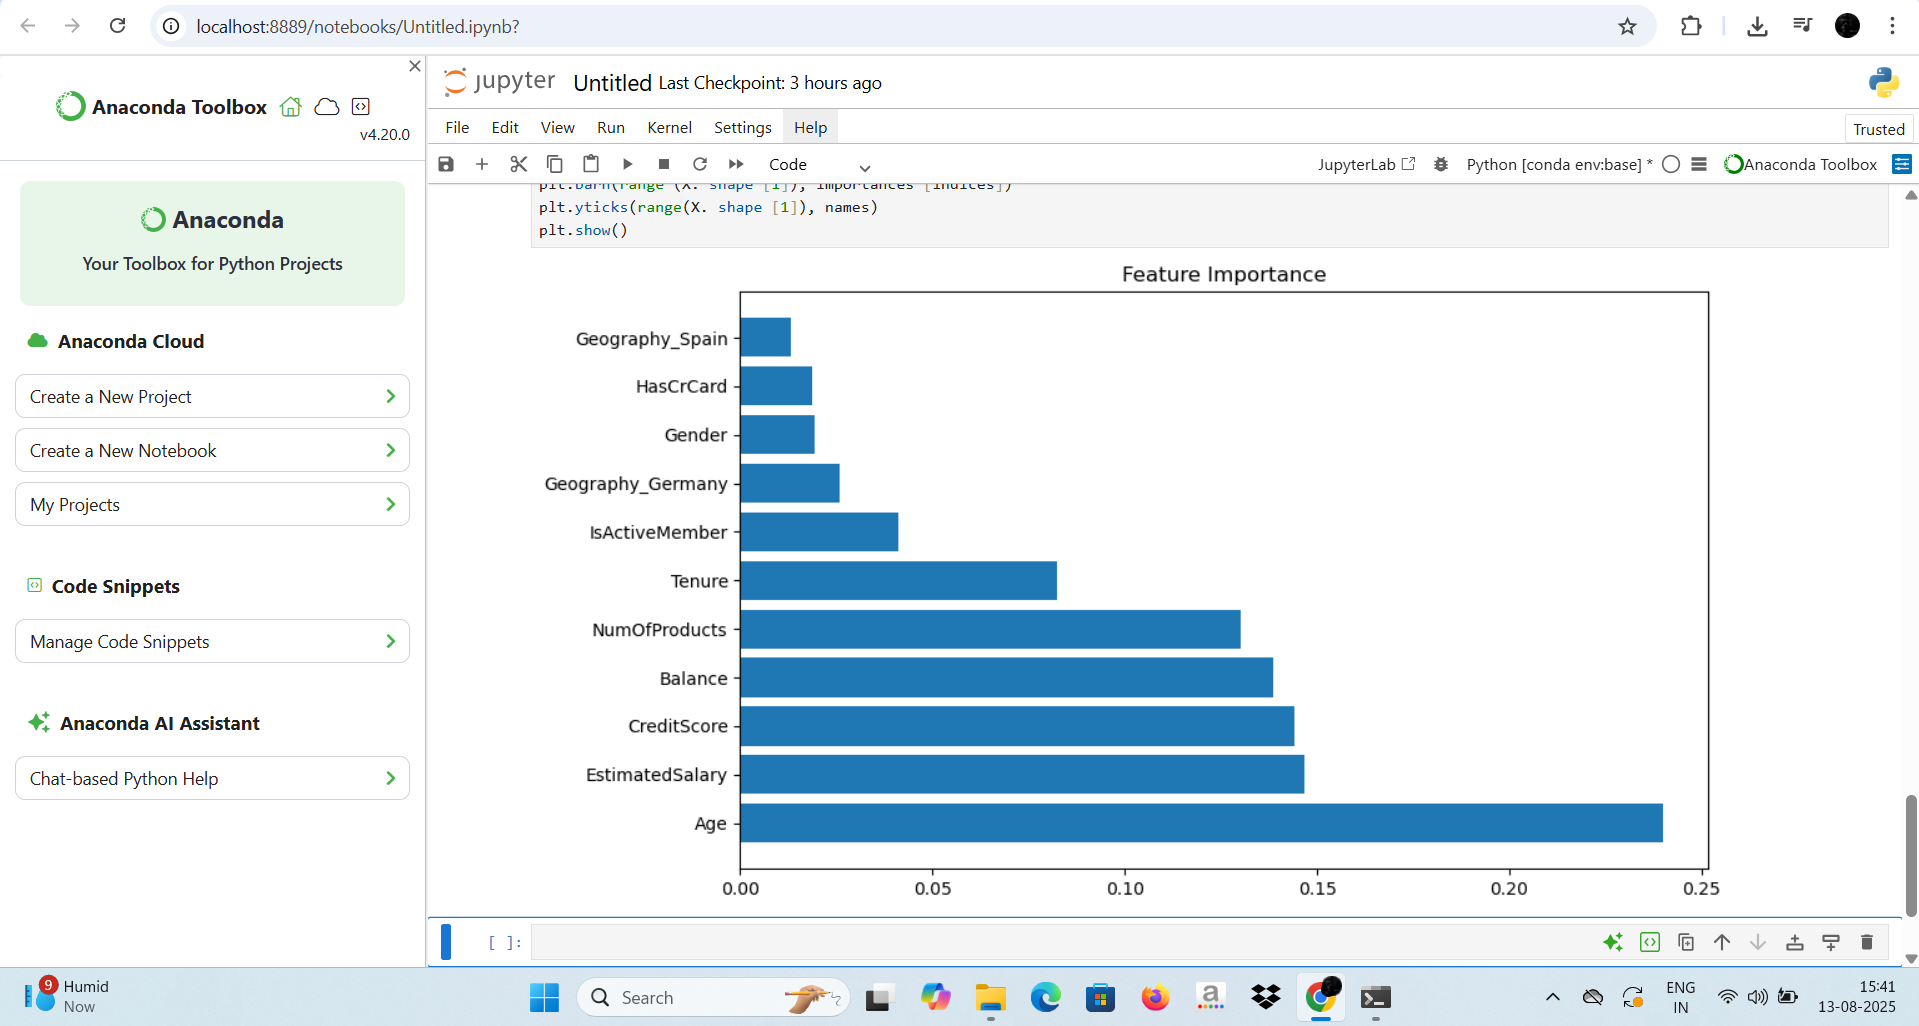 localhost:8889/notebooks/Untitled.ipynb?
Anaconda Toolbox
v4.20.0
Anaconda
Your Toolbox for Python Projects
Anaconda Cloud
Create a New Project
Create a New Notebook
My Projects
Code Snippets
Manage Code Snippets
Anaconda AI Assistant
Chat-based Python Help
jupyter Untitled Last Checkpoint: 3 hours ago
File Edit View Run Kernel Settings Help
Trusted
Code
JupyterLab Python [conda env:base] * Anaconda Toolbox
plt.barh(range (X. shape [1]), importances [indices])
plt.yticks(range(X. shape [1]), names)
plt.show()
Feature Importance
Geography_Spain
HasCrCard
Gender
Geography_Germany
IsActiveMember
Tenure
NumOfProducts
Balance
CreditScore
EstimatedSalary
Age
0.00 0.05 0.10 0.15 0.20 0.25
[ ]:
9
Humid
Now
Search
a
ENG
IN
15:41
13-08-2025